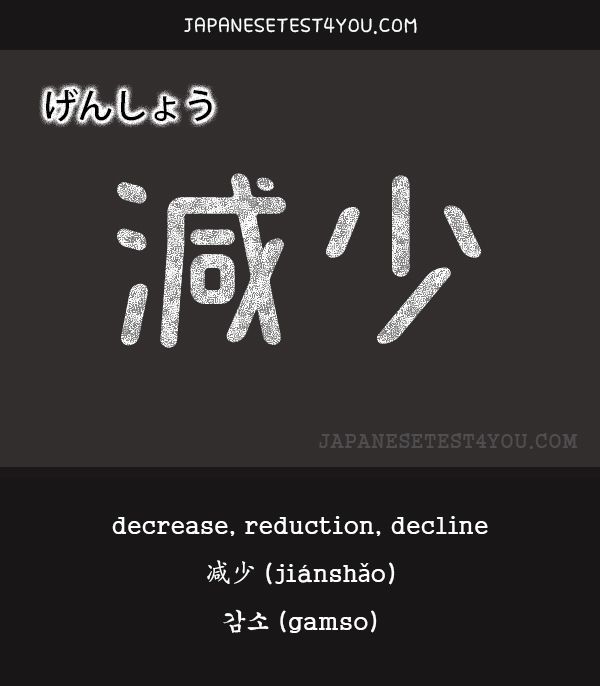 JAPANESETEST4YOU.COM
げんしょう
減少
JAPANESETEST4YOU.COM
decrease, reduction, decline
减少 (jiǎnshǎo)
감소 (gamso)